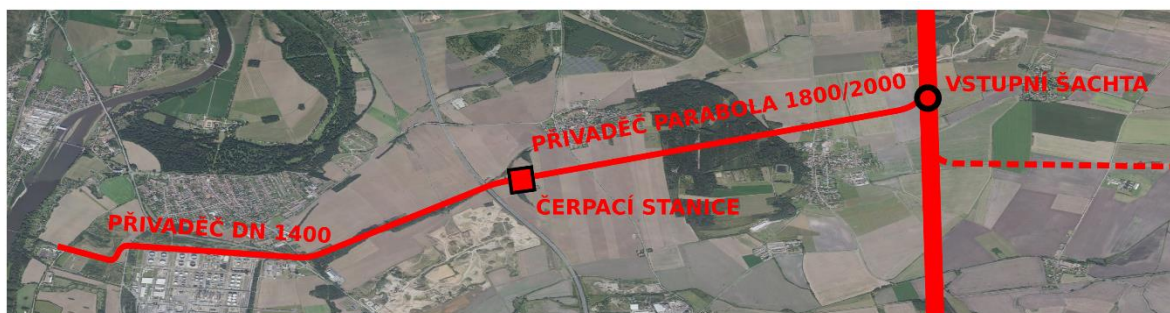 PŘIVADĚČ PARABOLA 1800/2000
VSTUPNÍ ŠACHTA
ČERPACÍ STANICE
PŘIVADĚČ DN 1400